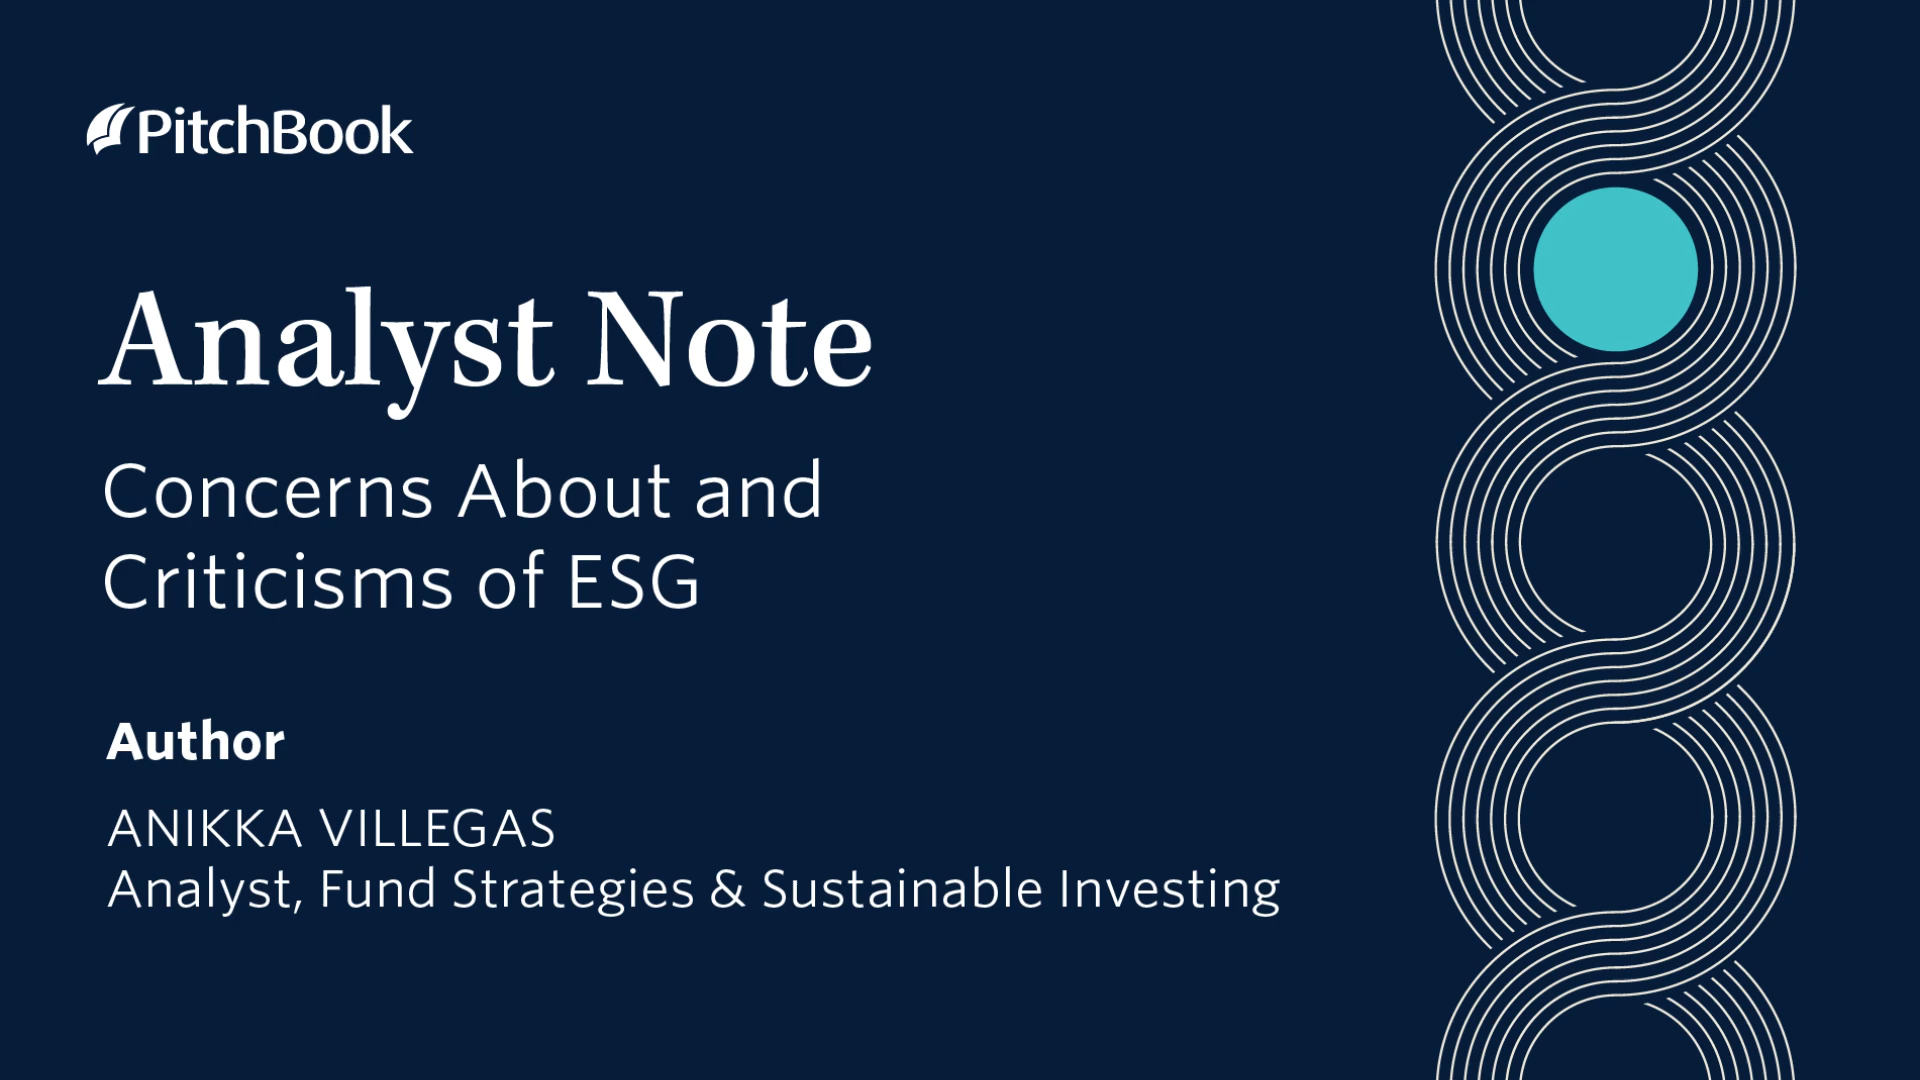 PitchBook
Analyst Note
Concerns About and
Criticisms of ESG
Author
ANIKKA VILLEGAS
Analyst, Fund Strategies & Sustainable Investing